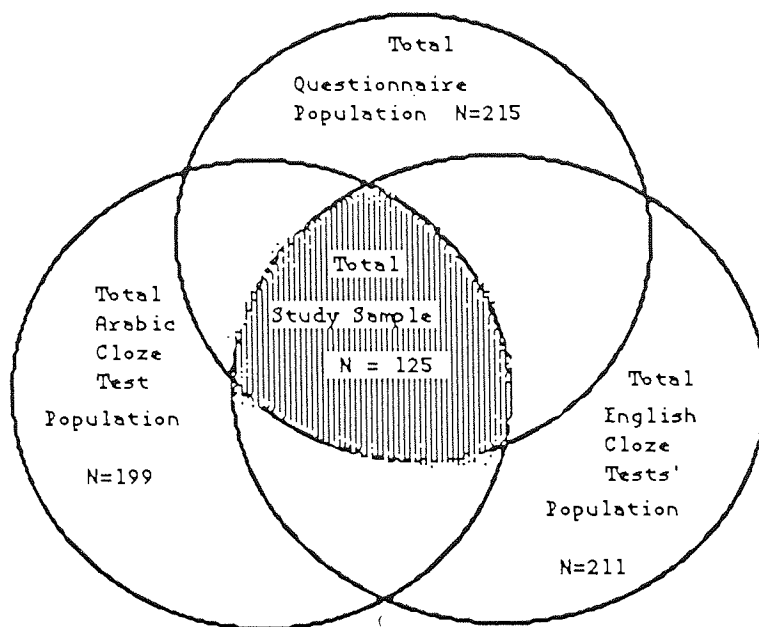 Total
Questionnaire
Population N=215
Total
Study Sample
N = 125
Total
Arabic
Cloze
Test
Population
N=199
Total
English
Cloze
Tests'
Population
N=211